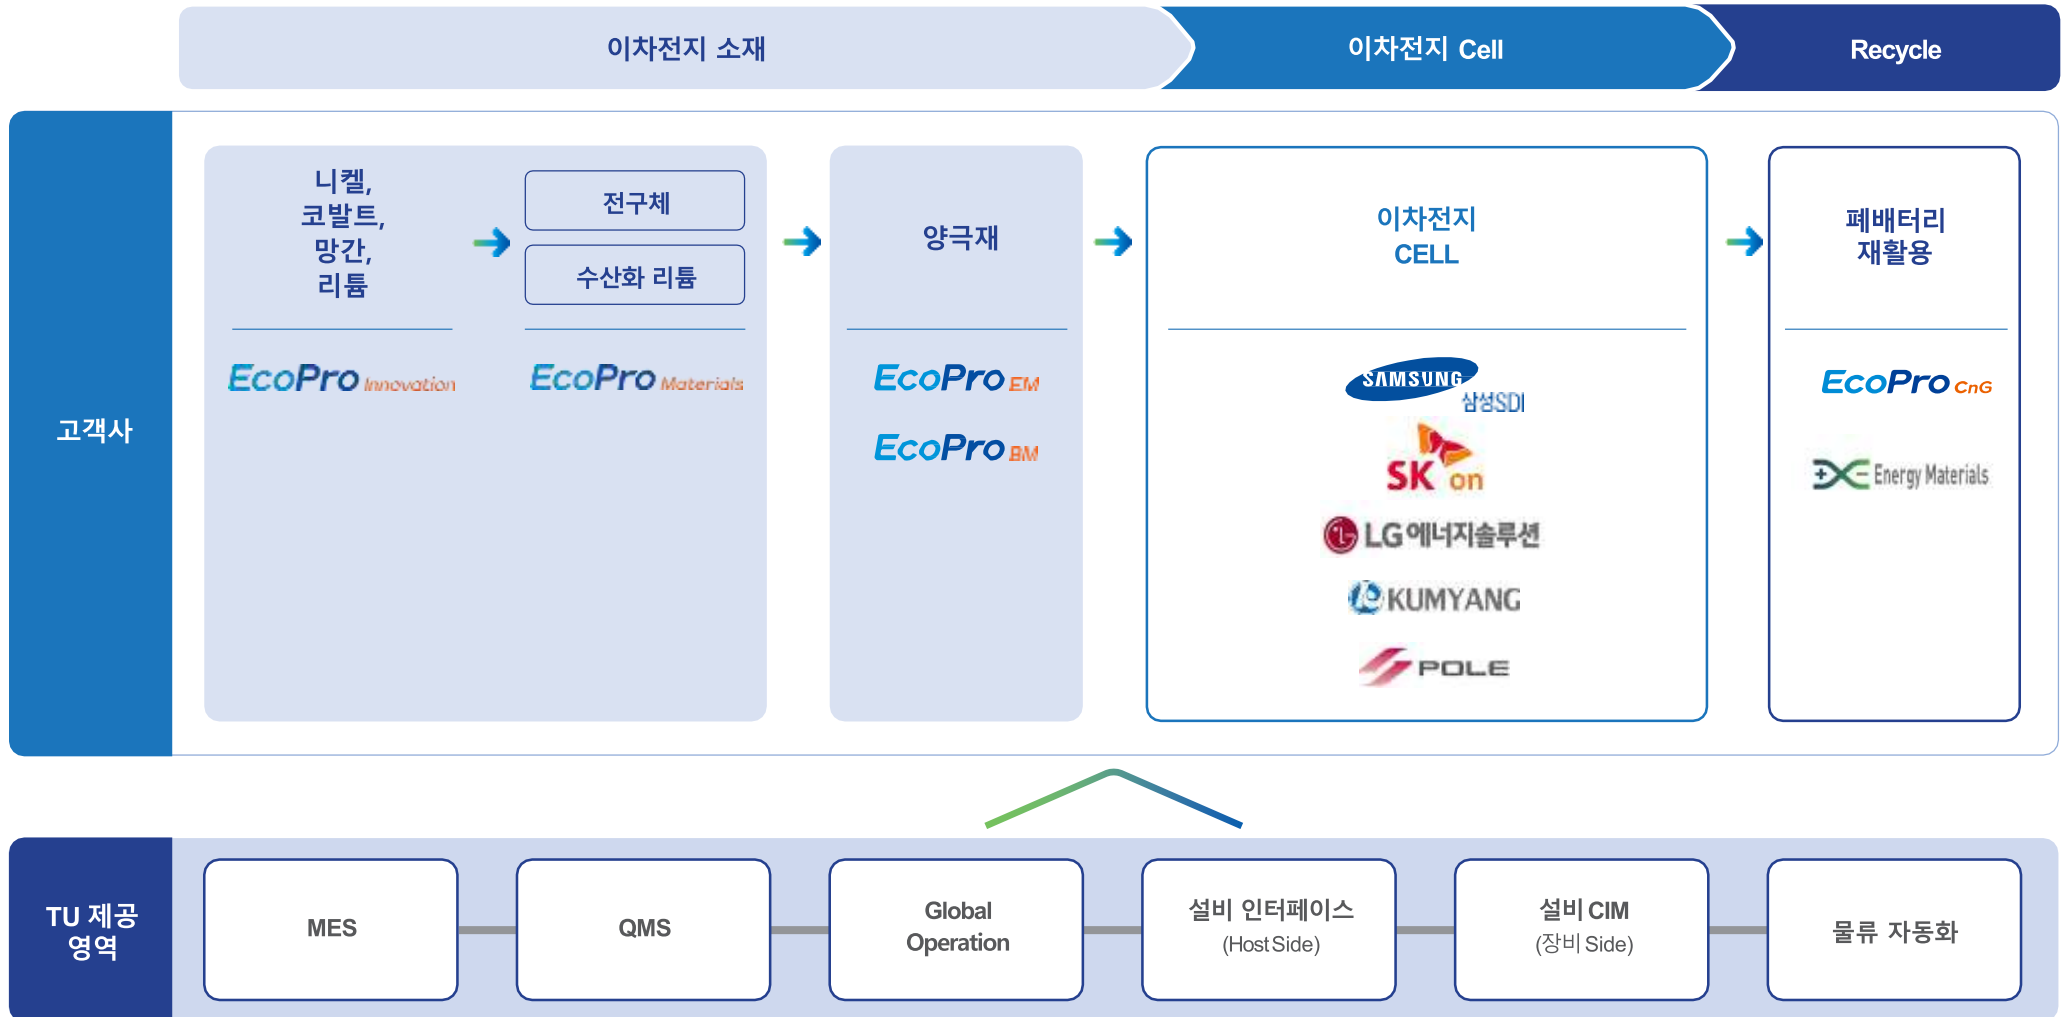 이차전지 소재
이차전지 Cell
Recycle
고객사
니켈,
코발트,
망간,
리튬
전구체
수산화 리튬
양극재
이차전지
CELL
폐배터리
재활용
EcoPro Innovation
EcoPro Materials
EcoPro EM
EcoPro BM
SAMSUNG
삼성SDI
SK on
LG에너지솔루션
KUMYANG
POLE
EcoPro CnG
Energy Materials
TU 제공
영역
MES
QMS
Global
Operation
설비 인터페이스
(Host Side)
설비 CIM
(장비 Side)
물류 자동화